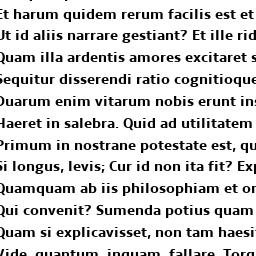 Et harum quidem rerum facilis est et
Ut id aliis narrare gestiant? Et ille rid
Quam illa ardentis amores excitaret s
Sequitur disserendi ratio cognitioque
Duarum enim vitarum nobis erunt ins
Haeret in salebra. Quid ad utilitatem
Primum in nostrane potestate est, qu
Si longus, levis; Cur id non ita fit? Exp
Quamquam ab iis philosophiam et or
Qui convenit? Sumenda potius quam
Quam si explicavisset, non tam haesit
Vide, quantum, inquam, fallare, Torq